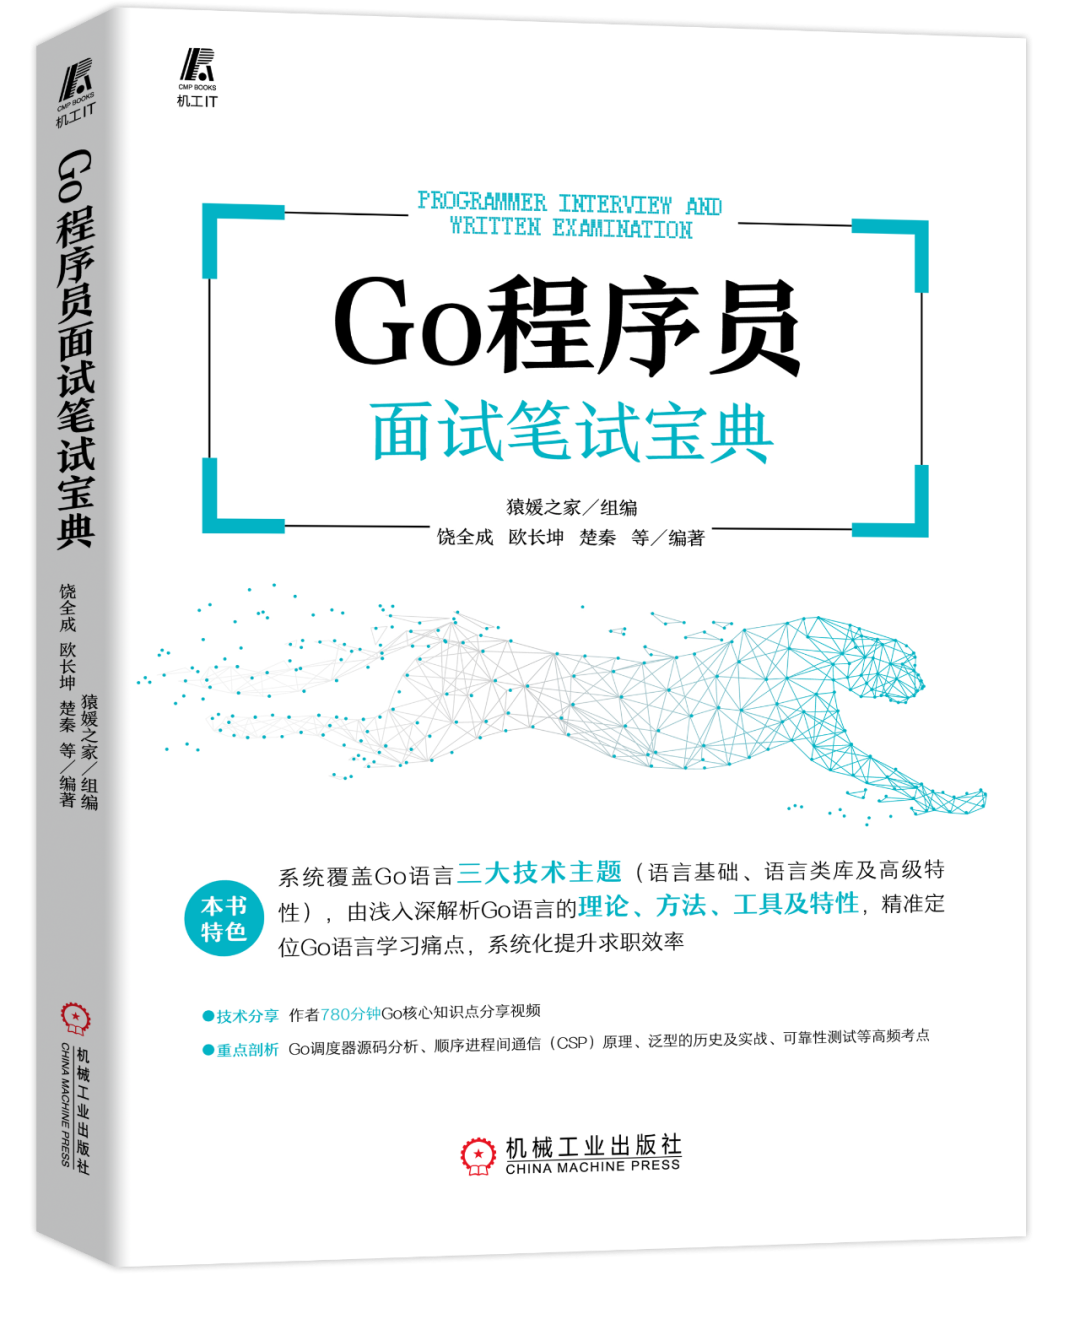 CMP BOOKS
机工IT
Go程序员面试笔试宝典
饶全成 欧长坤 楚秦 等／编著
猿媛之家／组编
机械工业出版社
CHINA MACHINE PRESS
CMP BOOKS
机工IT
PROGRAMMER INTERVIEW AND
WRITTEN EXAMINATION
Go程序员
面试笔试宝典
猿媛之家／组编
饶全成 欧长坤 楚秦 等／编著
本书
特色
系统覆盖Go语言三大技术主题（语言基础、语言类库及高级特
性），由浅入深解析Go语言的理论、方法、工具及特性，精准定
位Go语言学习痛点，系统化提升求职效率
●技术分享 作者780分钟Go核心知识点分享视频
●重点剖析 Go调度器源码分析、顺序进程间通信（CSP）原理、泛型的历史及实战、可靠性测试等高频考点
机械工业出版社
CHINA MACHINE PRESS